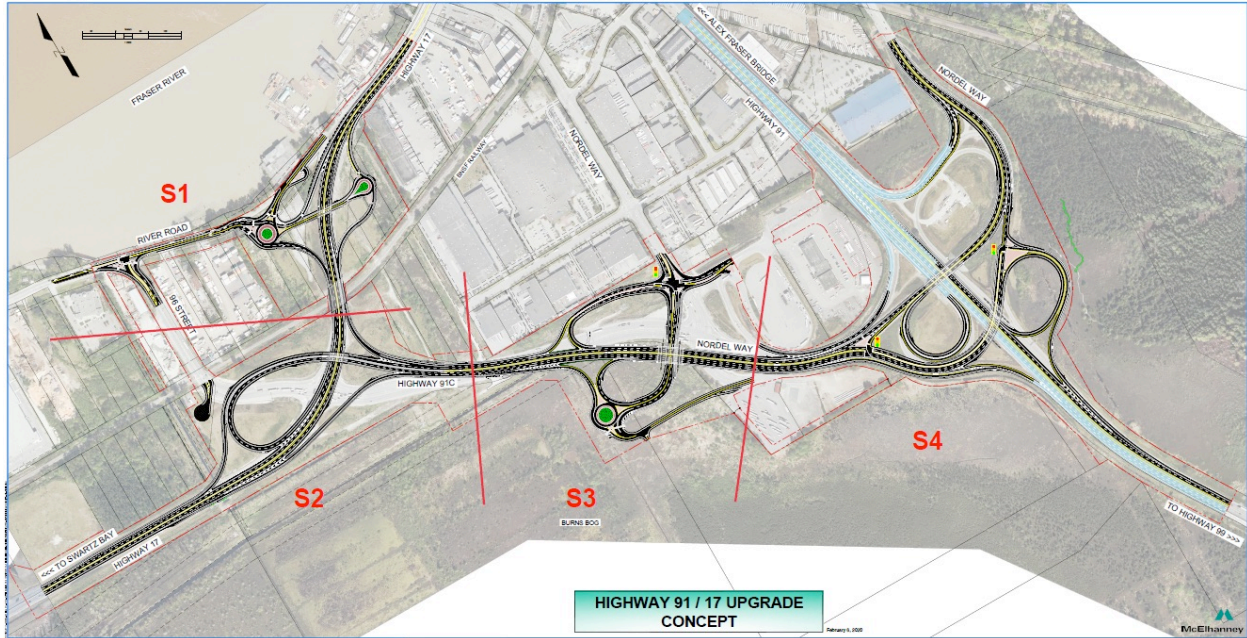 FRASER RIVER
HIGHWAY 17
<<< ALEX FRASER BRIDGE
HIGHWAY 91
NORDEL WAY
NORDEL WAY
BNSF RAILWAY
S1
RIVER ROAD
96 STREET
NORDEL WAY
HIGHWAY 91C
S4
S2
S3
BURNS BOG
<<< TO SWARTZ BAY
HIGHWAY 17
TO HIGHWAY 99 >>>
HIGHWAY 91 / 17 UPGRADE
CONCEPT
McElhanney